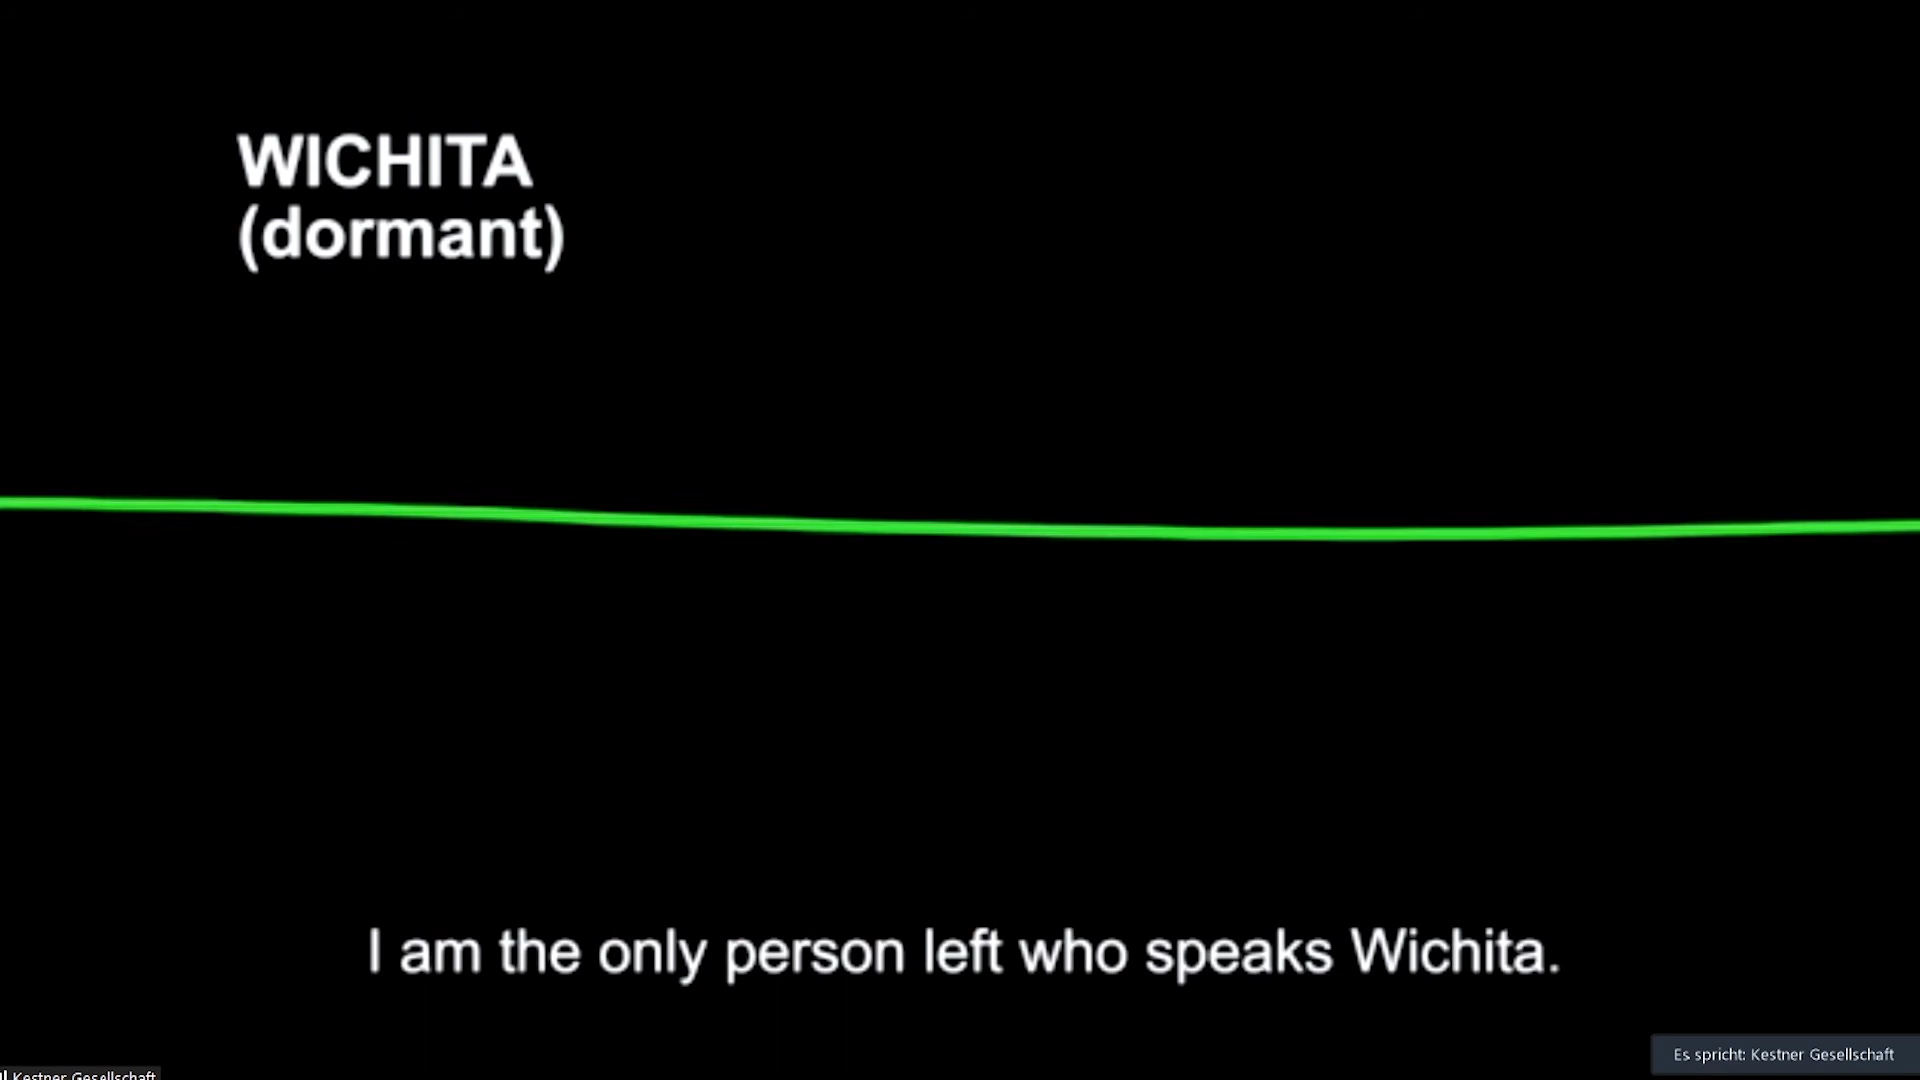 WICHITA
(dormant)
I am the only person left who speaks Wichita.
Es spricht: Kestner Gesellschaft
Kestner Gesellschaft